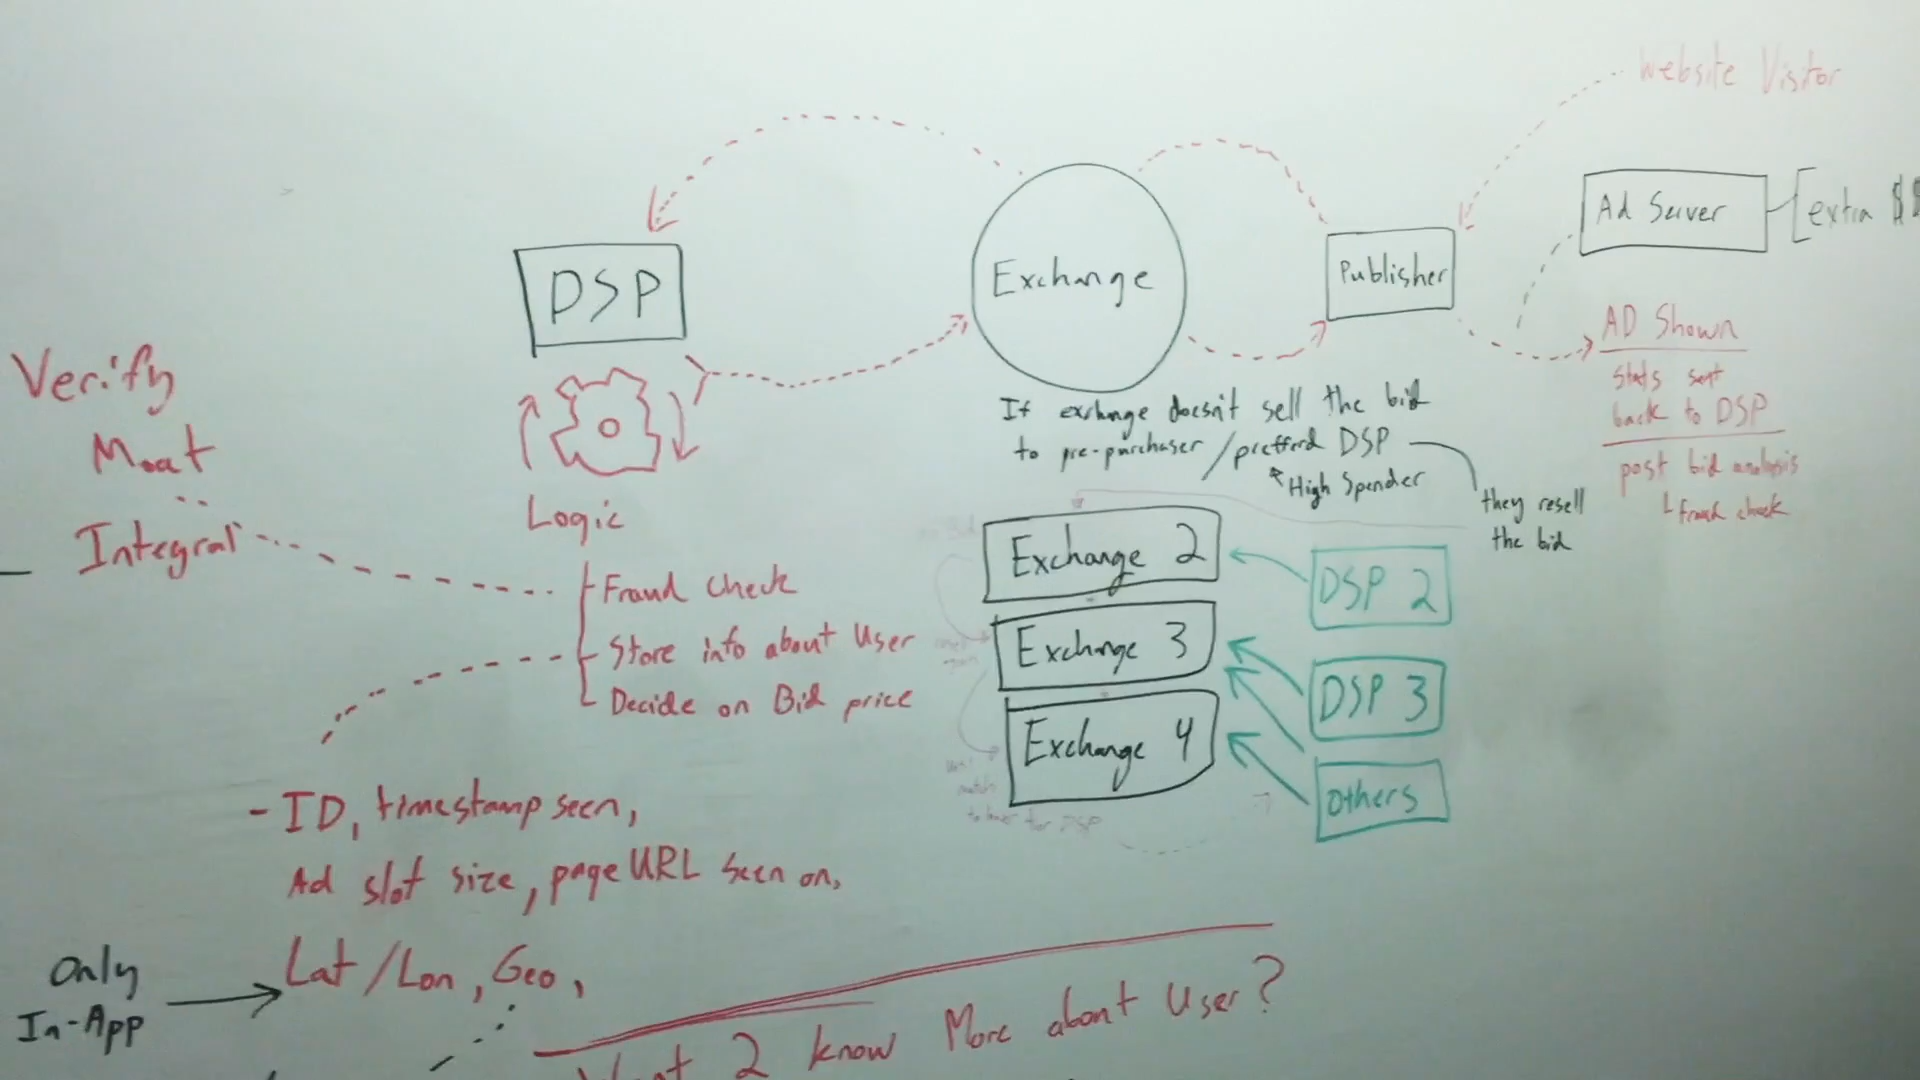 Website Visitor
Ad Server
extra $$
DSP
Exchange
Publisher
AD Shown
Stats sent
back to DSP
post bid analysis
fraud check
Verify
Moat
Integral
Logic
Fraud Check
Store info about User
Decide on Bid price
If exchange doesn't sell the bid
to pre-purchaser / prefferd DSP
High Spender
they resell
the bid
Exchange 2
Exchange 3
Exchange 4
DSP 2
DSP 3
others
to DSP
- ID, timestamp seen,
Ad slot size, page URL seen on,
Lat/Lon, Geo,
Only
In-App
2 know More about User?